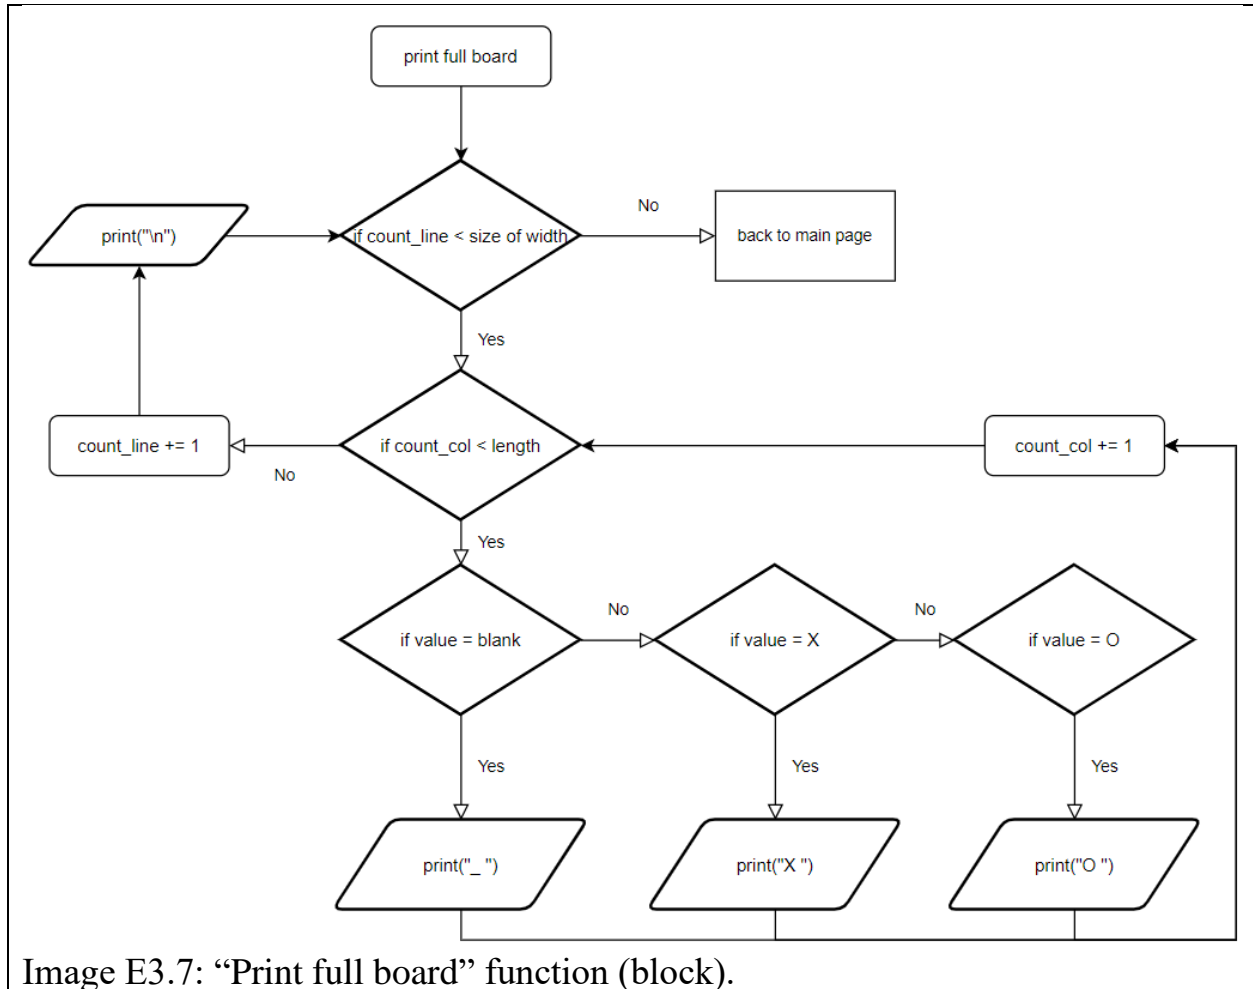 print full board
if count_line < size of width
No
back to main page
print("\n")
Yes
count_line += 1
No
if count_col < length
count_col += 1
Yes
if value = blank
No
if value = X
No
if value = O
Yes
Yes
Yes
print("_ ")
print("X ")
print("O ")
Image E3.7: “Print full board” function (block).